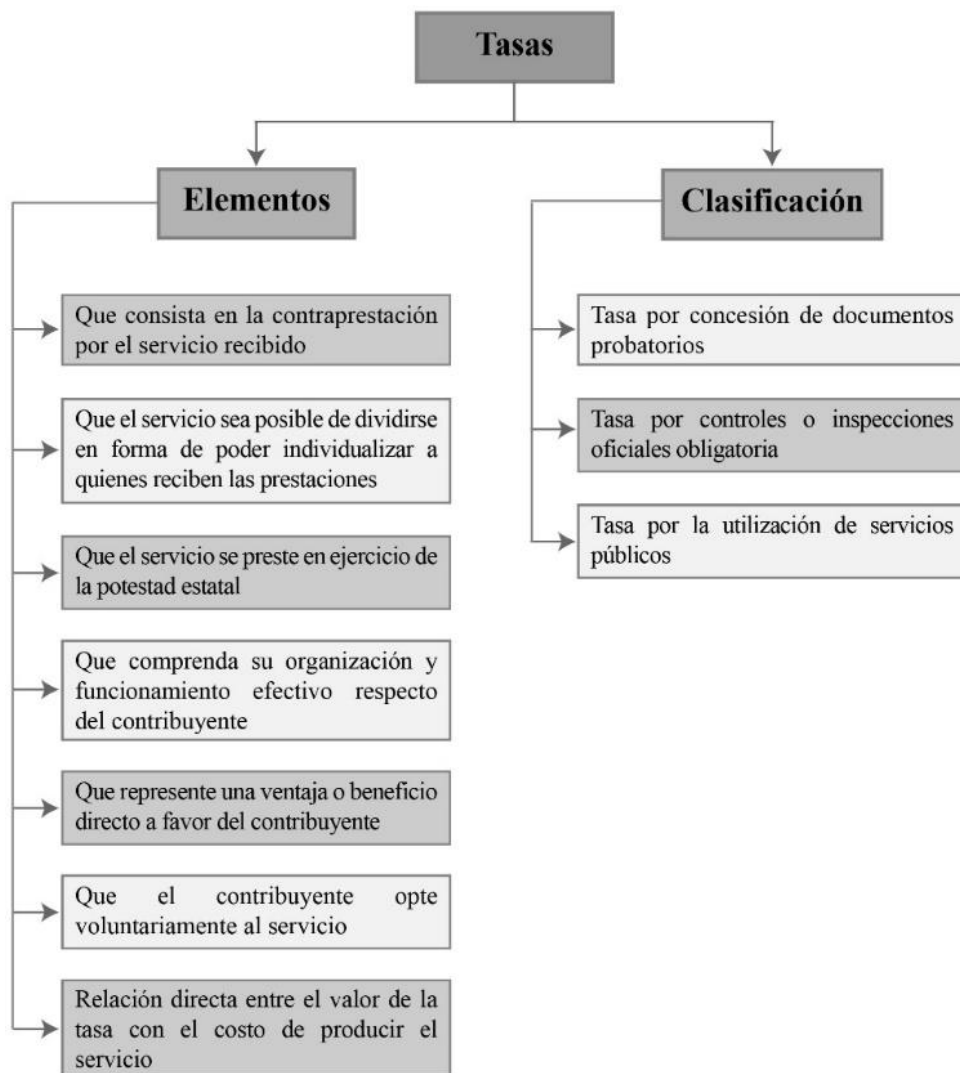 Tasas
Elementos
Que consista en la contraprestación
por el servicio recibido
Que el servicio sea posible de dividirse
en forma de poder individualizar a
quienes reciben las prestaciones
Que el servicio se preste en ejercicio de
la potestad estatal
Que comprenda su organización y
funcionamiento efectivo respecto
del contribuyente
Que represente una ventaja o beneficio
directo a favor del contribuyente
Que el contribuyente opte
voluntariamente al servicio
Relación directa entre el valor de la
tasa con el costo de producir el
servicio
Clasificación
Tasa por concesión de documentos
probatorios
Tasa por controles o inspecciones
oficiales obligatoria
Tasa por la utilización de servicios
públicos